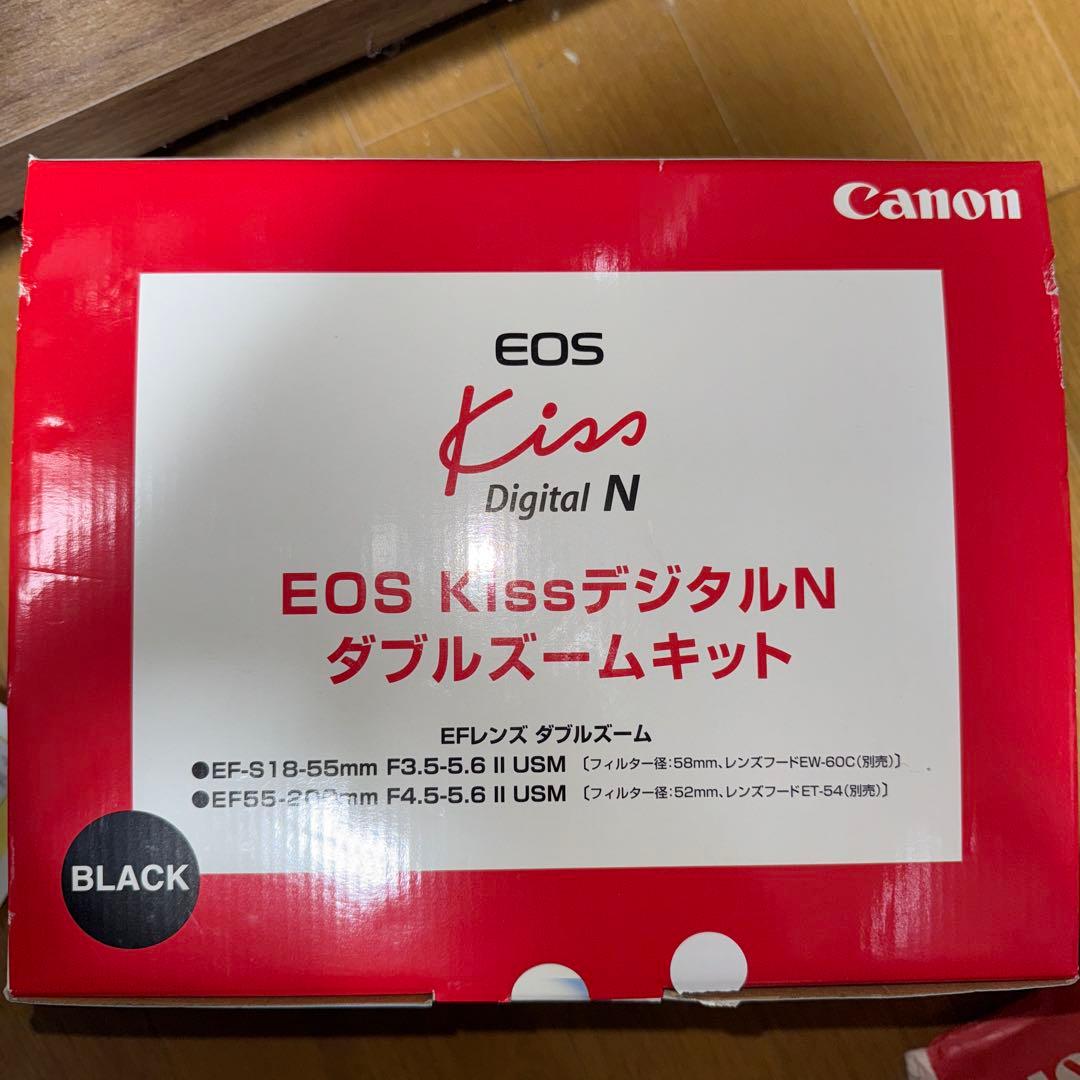 Canon
EOS
Kiss
Digital N
EOS KissデジタルN
ダブルズームキット
EFレンズ ダブルズーム
●EF-S18-55mm F3.5-5.6 II USM 〔フィルター径:58mm、レンズフードEW-60C(別売)〕
●EF55-200mm F4.5-5.6 II USM 〔フィルター径:52mm、レンズフードET-54(別売)〕
BLACK